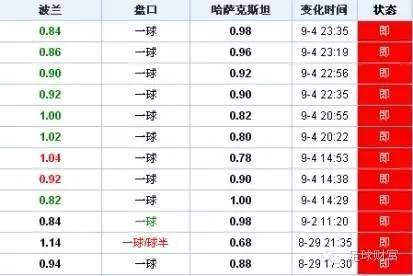 波兰 盘口 哈萨克斯坦 变化时间 状态
0.84 一球 0.98 9-4 23:35 即
0.86 一球 0.96 9-4 23:19 即
0.90 一球 0.92 9-4 22:56 即
0.92 一球 0.90 9-4 22:35 即
1.00 一球 0.82 9-4 20:55 即
1.02 一球 0.80 9-4 20:22 即
1.04 一球 0.78 9-4 14:53 即
0.92 一球 0.90 9-4 14:38 即
0.82 一球 1.00 9-4 14:29 即
0.84 一球 0.98 9-2 11:20 即
1.14 一球/球半 0.68 8-29 21:35 即
0.94 一球 0.88 8-29 17:30 即
足球财富